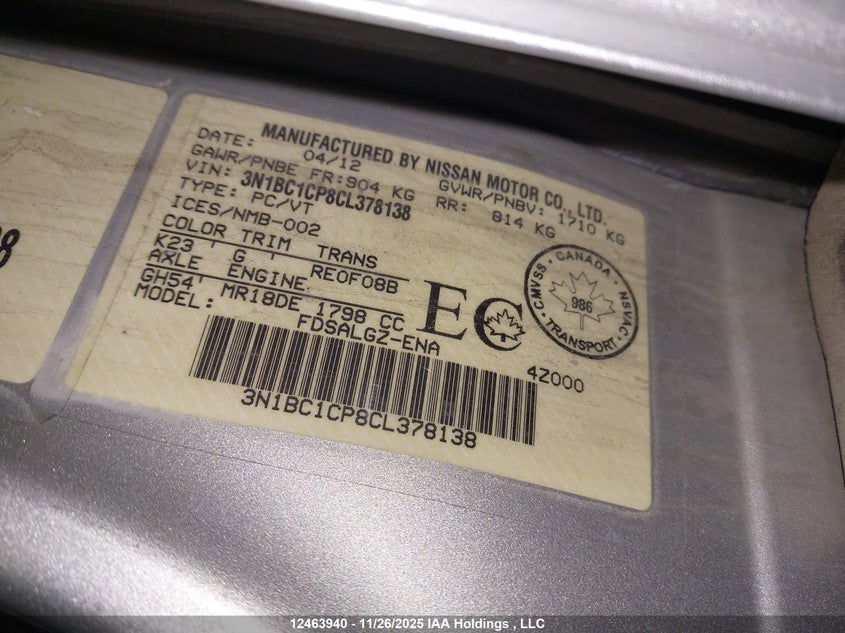 MANUFACTURED BY NISSAN MOTOR CO., LTD.
DATE: 04/12 GVWR/PNBV: 1710 KG
GAWR/PNBE FR: 904 KG RR: 814 KG
VIN: 3N1BC1CP8CL378138
TYPE: PC/VT
ICES/NMB-002
COLOR TRIM TRANS
K23 G RE0F08B
AXLE ENGINE
GH54 MR18DE 1798 CC
MODEL: FDSALGZ-ENA
EC
CANADA
CMVSS NSVAC
986
TRANSPORT
4Z000
3N1BC1CP8CL378138
8
12463940 - 11/26/2025 IAA Holdings , LLC